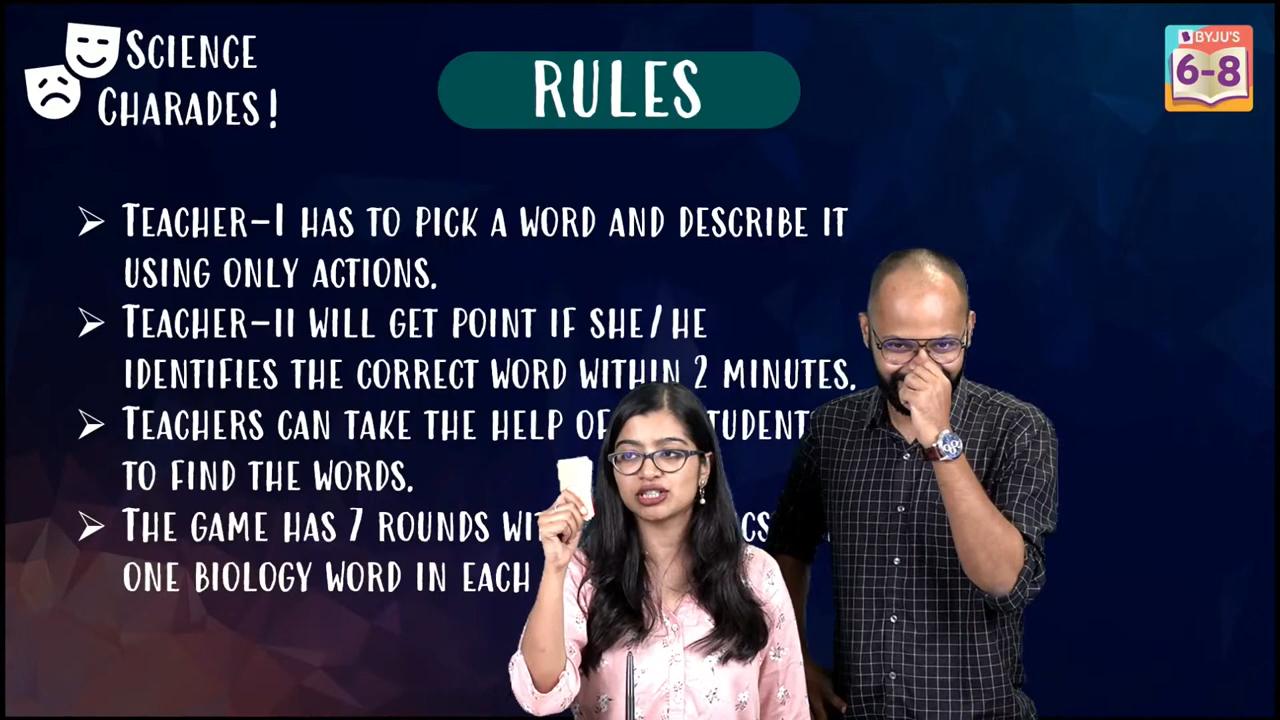 SCIENCE
CHARADES!
RULES
BYJU'S
6-8
TEACHER-I HAS TO PICK A WORD AND DESCRIBE IT
USING ONLY ACTIONS.
TEACHER-II WILL GET POINT IF SHE/HE
IDENTIFIES THE CORRECT WORD WITHIN 2 MINUTES.
TEACHERS CAN TAKE THE HELP OF
TO FIND THE WORDS.
THE GAME HAS 7 ROUNDS
ONE BIOLOGY WORD IN EACH